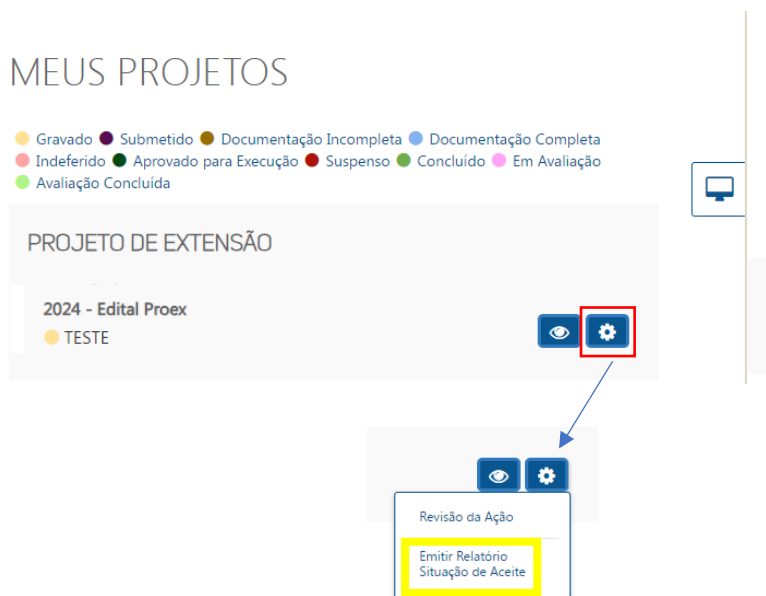 MEUS PROJETOS
Gravado Submetido Documentação Incompleta Documentação Completa
Indeferido Aprovado para Execução Suspenso Concluído Em Avaliação
Avaliação Concluída
PROJETO DE EXTENSÃO
2024 - Edital Proex
TESTE
Revisão da Ação
Emitir Relatório
Situação de Aceite